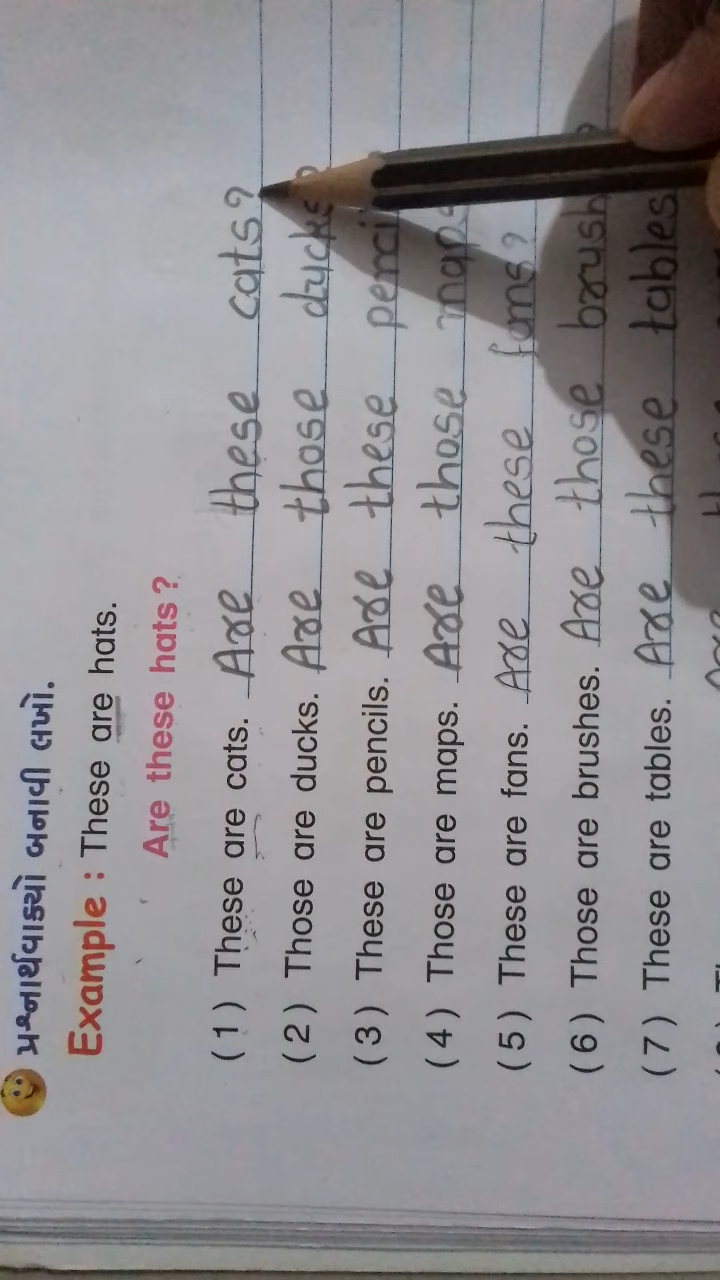 પ્રશ્નાર્થવાક્યો બનાવી લખો.
Example : These are hats.
Are these hats ?
(1) These are cats. Are these cats?
(2) Those are ducks. Are those ducks?
(3) These are pencils. Are these
(4) Those are maps. Are those maps
(5) These are fans. Are these fans?
(6) Those are brushes. Are those
(7) These are tables. Are these tables